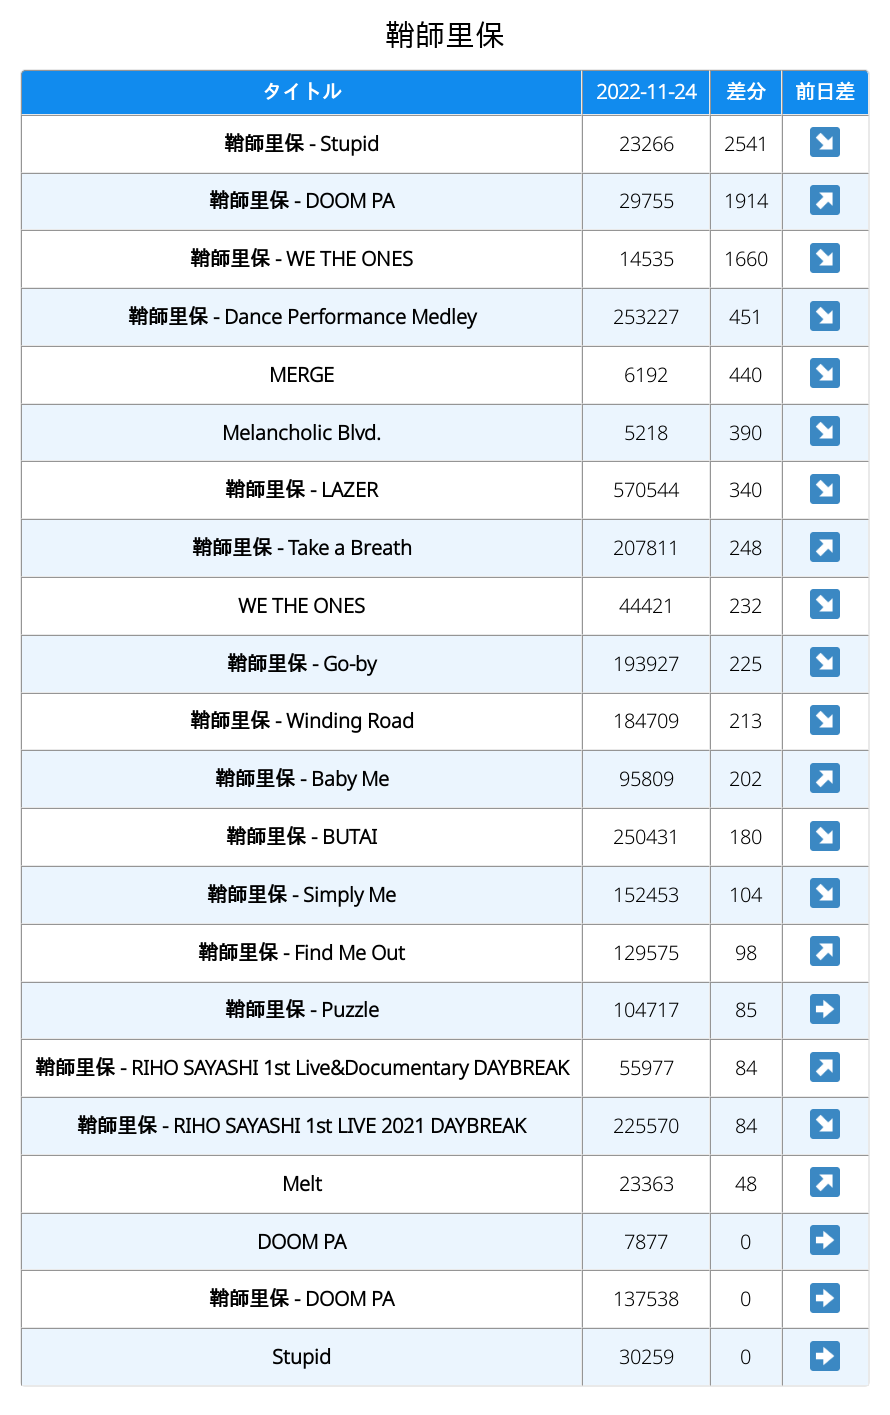 鞘師里保
タイトル 2022-11-24 差分 前日差
鞘師里保 - Stupid 23266 2541 ↘
鞘師里保 - DOOM PA 29755 1914 ↗
鞘師里保 - WE THE ONES 14535 1660 ↘
鞘師里保 - Dance Performance Medley 253227 451 ↘
MERGE 6192 440 ↘
Melancholic Blvd. 5218 390 ↘
鞘師里保 - LAZER 570544 340 ↘
鞘師里保 - Take a Breath 207811 248 ↗
WE THE ONES 44421 232 ↘
鞘師里保 - Go-by 193927 225 ↘
鞘師里保 - Winding Road 184709 213 ↘
鞘師里保 - Baby Me 95809 202 ↗
鞘師里保 - BUTAI 250431 180 ↘
鞘師里保 - Simply Me 152453 104 ↘
鞘師里保 - Find Me Out 129575 98 ↗
鞘師里保 - Puzzle 104717 85 ➡
鞘師里保 - RIHO SAYASHI 1st Live&Documentary DAYBREAK 55977 84 ↗
鞘師里保 - RIHO SAYASHI 1st LIVE 2021 DAYBREAK 225570 84 ↘
Melt 23363 48 ↗
DOOM PA 7877 0 ➡
鞘師里保 - DOOM PA 137538 0 ➡
Stupid 30259 0 ➡